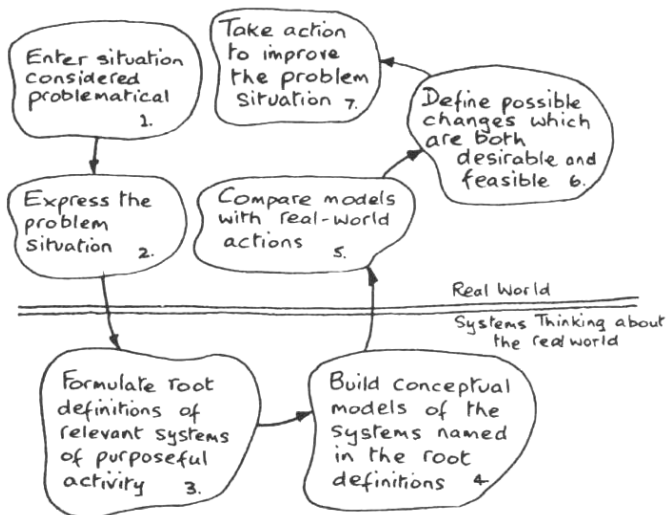 Enter situation
considered
problematical
1.
Express the
problem
situation 2.
Formulate root
definitions of
relevant systems
of purposeful
activity 3.
Build conceptual
models of the
systems named
in the root
definitions 4
Compare models
with real-world
actions 5.
Define possible
changes which
are both
desirable and
feasible 6.
Take action
to improve
the problem
situation 7.
Real World
Systems Thinking about
the real world